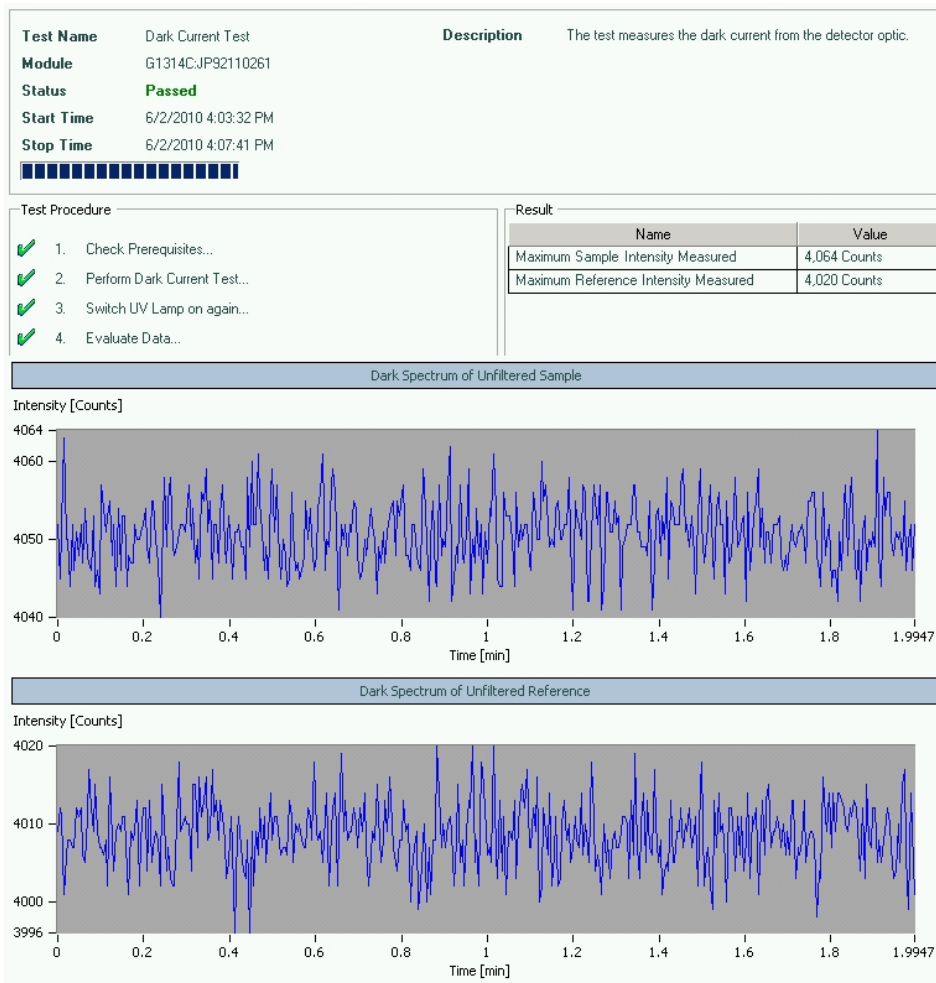 Test Name Dark Current Test Description The test measures the dark current from the detector optic.
Module G1314C:JP92110261
Status Passed
Start Time 6/2/2010 4:03:32 PM
Stop Time 6/2/2010 4:07:41 PM
Test Procedure
1. Check Prerequisites...
2. Perform Dark Current Test...
3. Switch UV Lamp on again...
4. Evaluate Data...
Result
Name Value
Maximum Sample Intensity Measured 4,064 Counts
Maximum Reference Intensity Measured 4,020 Counts
Dark Spectrum of Unfiltered Sample
Intensity [Counts]
4064
4060
4050
4040
0 0.2 0.4 0.6 0.8 1 1.2 1.4 1.6 1.8 1.9947
Time [min]
Dark Spectrum of Unfiltered Reference
Intensity [Counts]
4020
4010
4000
3996
0 0.2 0.4 0.6 0.8 1 1.2 1.4 1.6 1.8 1.9947
Time [min]